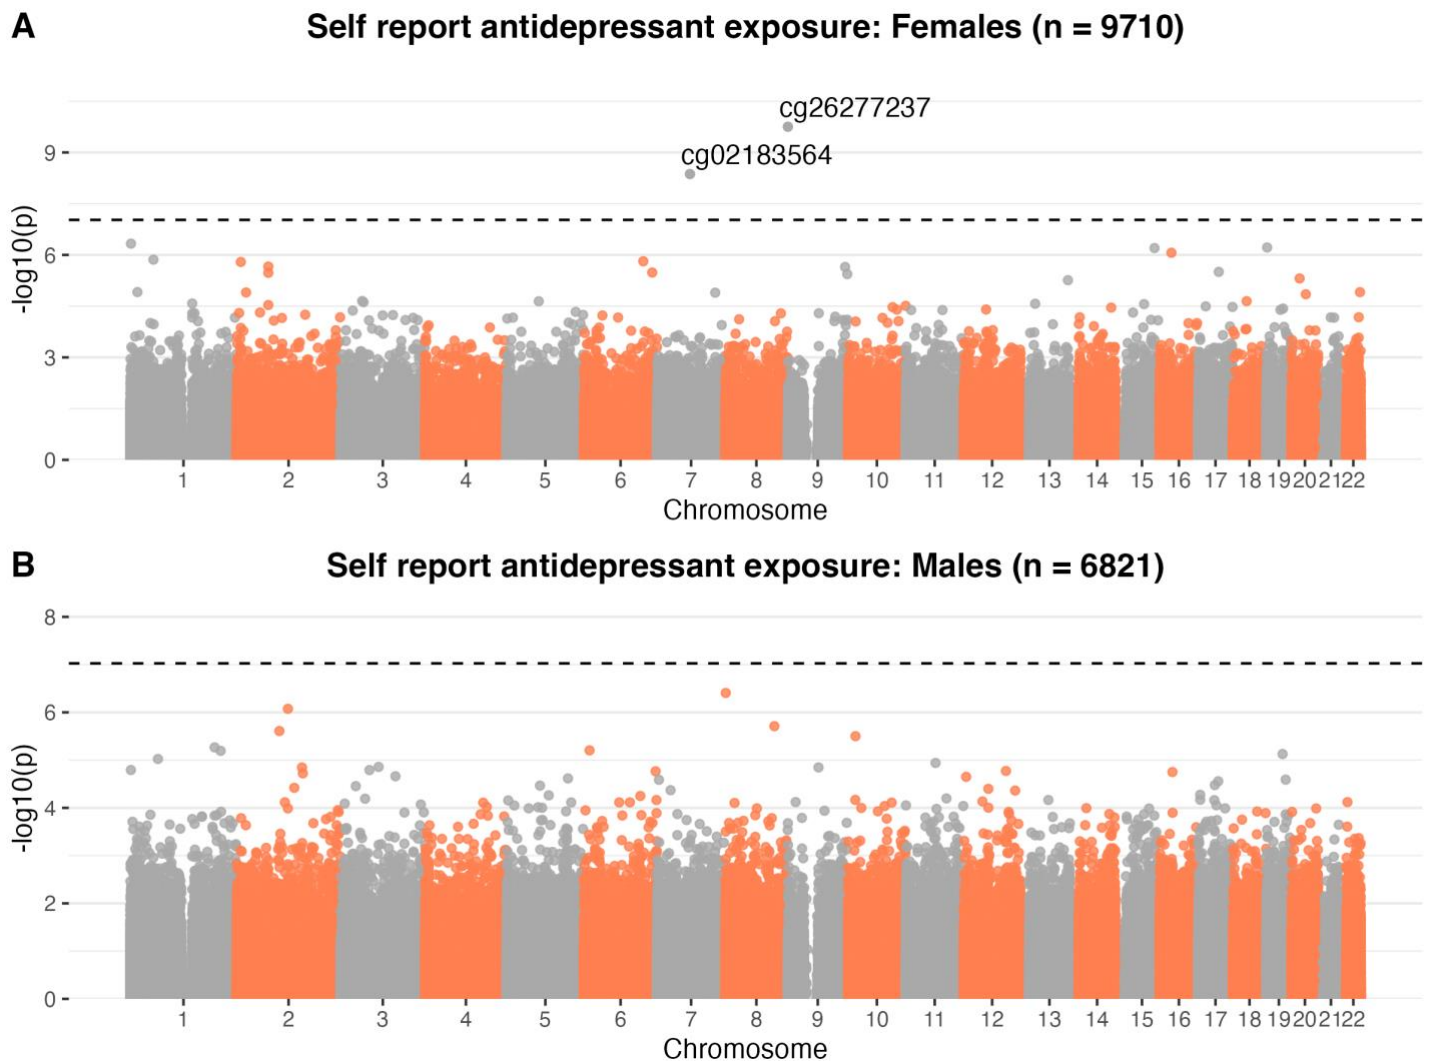 A
Self report antidepressant exposure: Females (n = 9710)
cg26277237
9
cg02183564
-log10(p)
6
3
0
1 2 3 4 5 6 7 8 9 10 11 12 13 14 15 16 17 18 19 20 21 22
Chromosome
B
Self report antidepressant exposure: Males (n = 6821)
8
-log10(p)
6
4
2
0
1 2 3 4 5 6 7 8 9 10 11 12 13 14 15 16 17 18 19 20 21 22
Chromosome